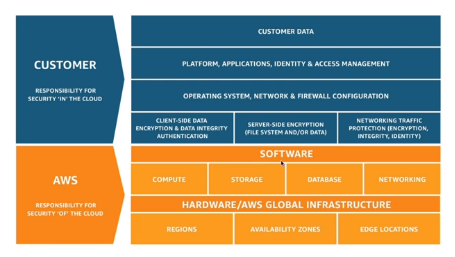 CUSTOMER
RESPONSIBILITY FOR
SECURITY 'IN' THE CLOUD
CUSTOMER DATA
PLATFORM, APPLICATIONS, IDENTITY & ACCESS MANAGEMENT
OPERATING SYSTEM, NETWORK & FIREWALL CONFIGURATION
CLIENT-SIDE DATA
ENCRYPTION & DATA INTEGRITY
AUTHENTICATION
SERVER-SIDE ENCRYPTION
(FILE SYSTEM AND/OR DATA)
NETWORKING TRAFFIC
PROTECTION (ENCRYPTION,
INTEGRITY, IDENTITY)
AWS
RESPONSIBILITY FOR
SECURITY 'OF' THE CLOUD
SOFTWARE
COMPUTE
STORAGE
DATABASE
NETWORKING
HARDWARE/AWS GLOBAL INFRASTRUCTURE
REGIONS
AVAILABILITY ZONES
EDGE LOCATIONS